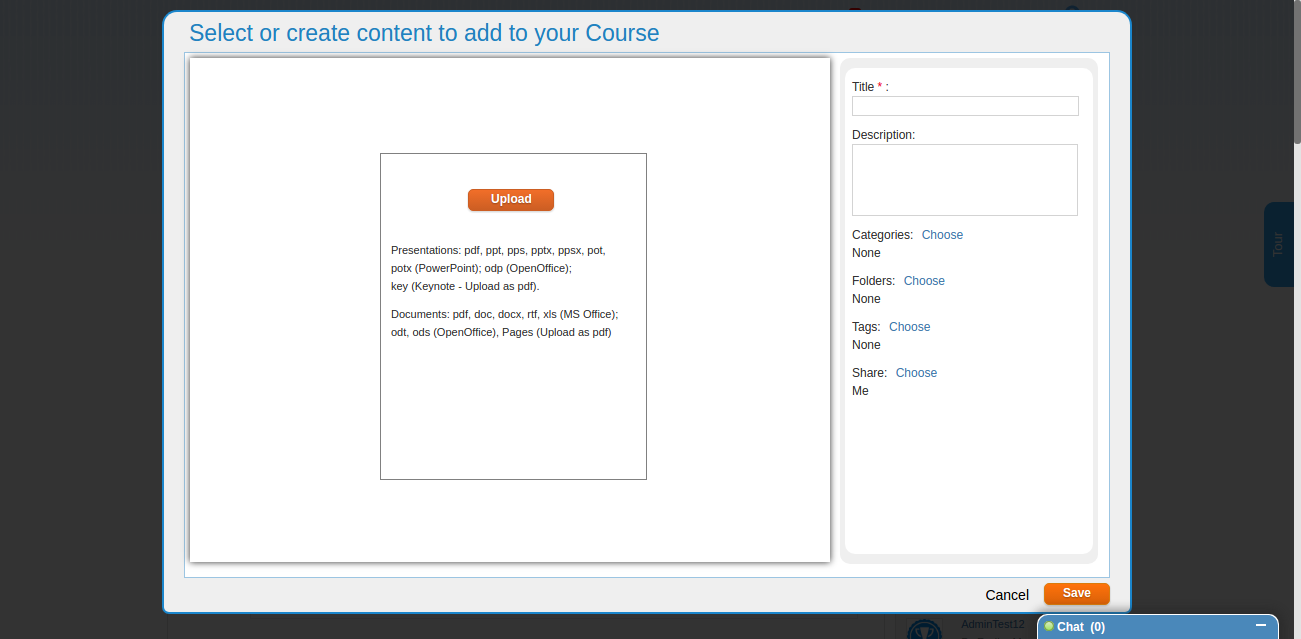 Select or create content to add to your Course
Upload
Presentations: pdf, ppt, pps, pptx, ppsx, pot,
potx (PowerPoint); odp (OpenOffice);
key (Keynote - Upload as pdf).
Documents: pdf, doc, docx, rtf, xls (MS Office);
odt, ods (OpenOffice), Pages (Upload as pdf)
Title * :
Description:
Categories: Choose
None
Folders: Choose
None
Tags: Choose
None
Share: Choose
Me
Tour
Cancel
Save
AdminTest12
Chat (0)